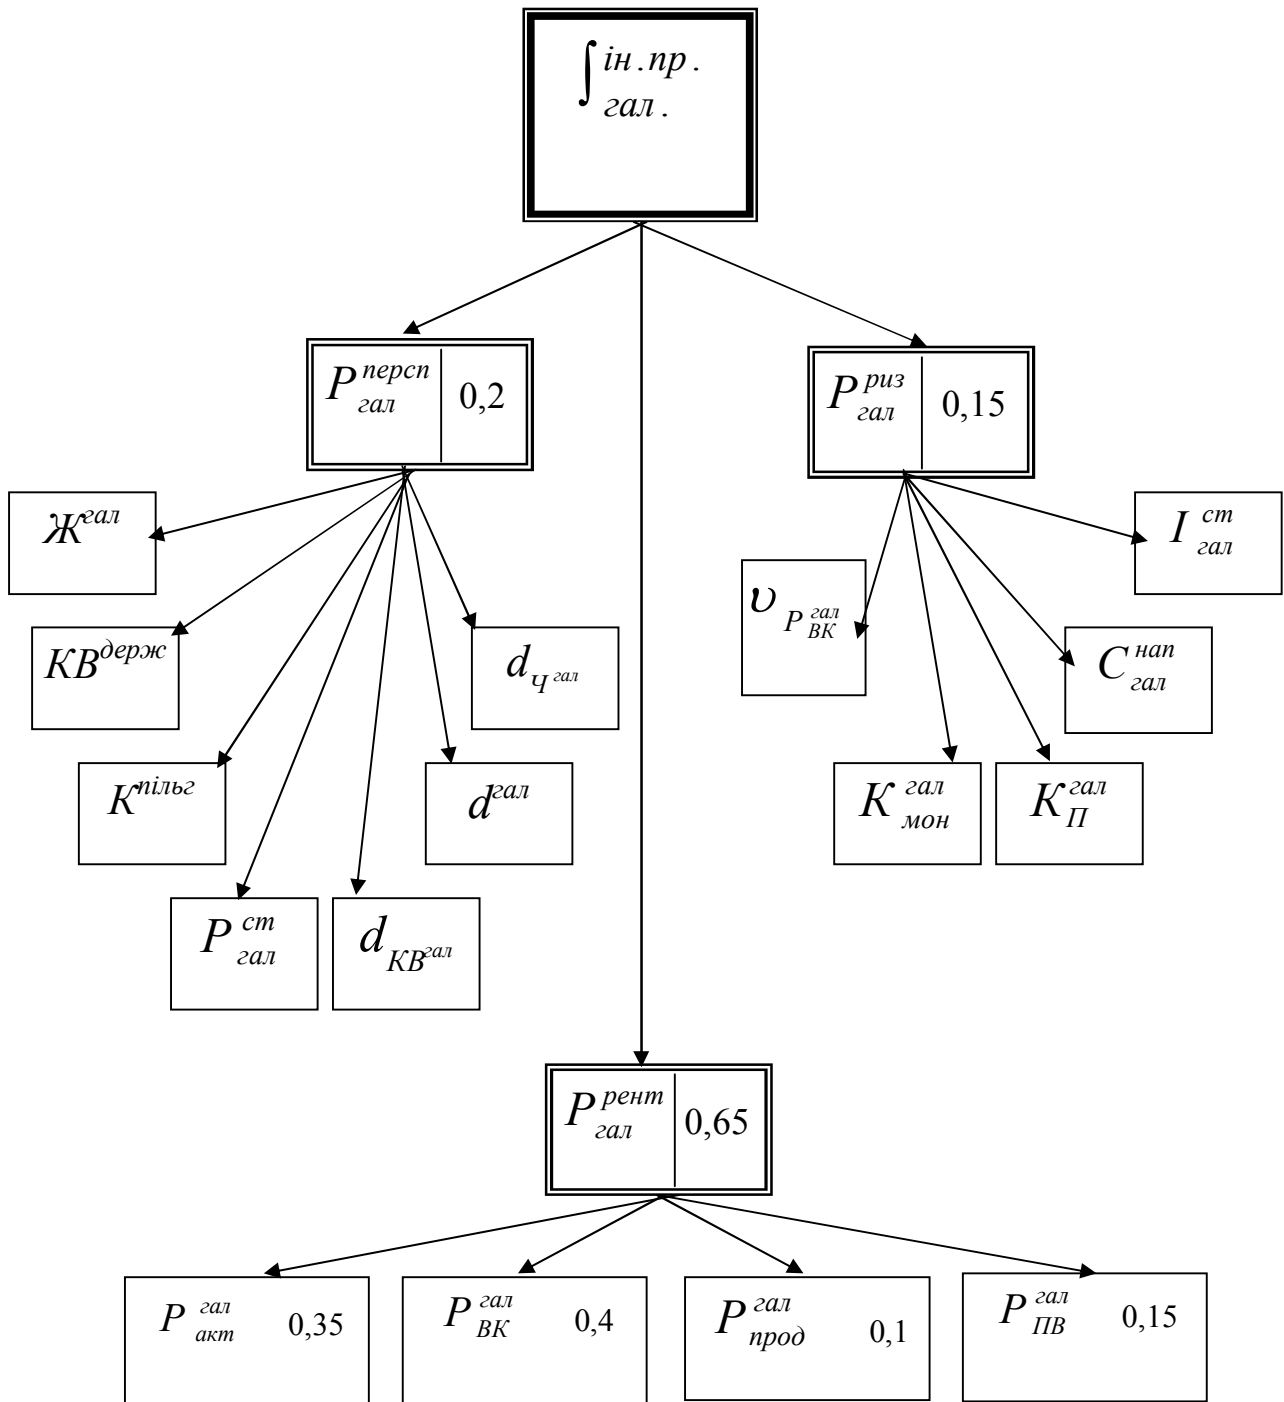 ∫ ін.пр. гал.
P персп гал 0,2
P риз гал 0,15
Ж гал
I ст гал
υ P гал ВК
КВ держ
d Ч гал
C нап гал
К пільг
d гал
К гал мон
К гал П
P ст гал
d КВ гал
P рент гал 0,65
P гал акт 0,35
P гал ВК 0,4
P гал прод 0,1
P гал ПВ 0,15